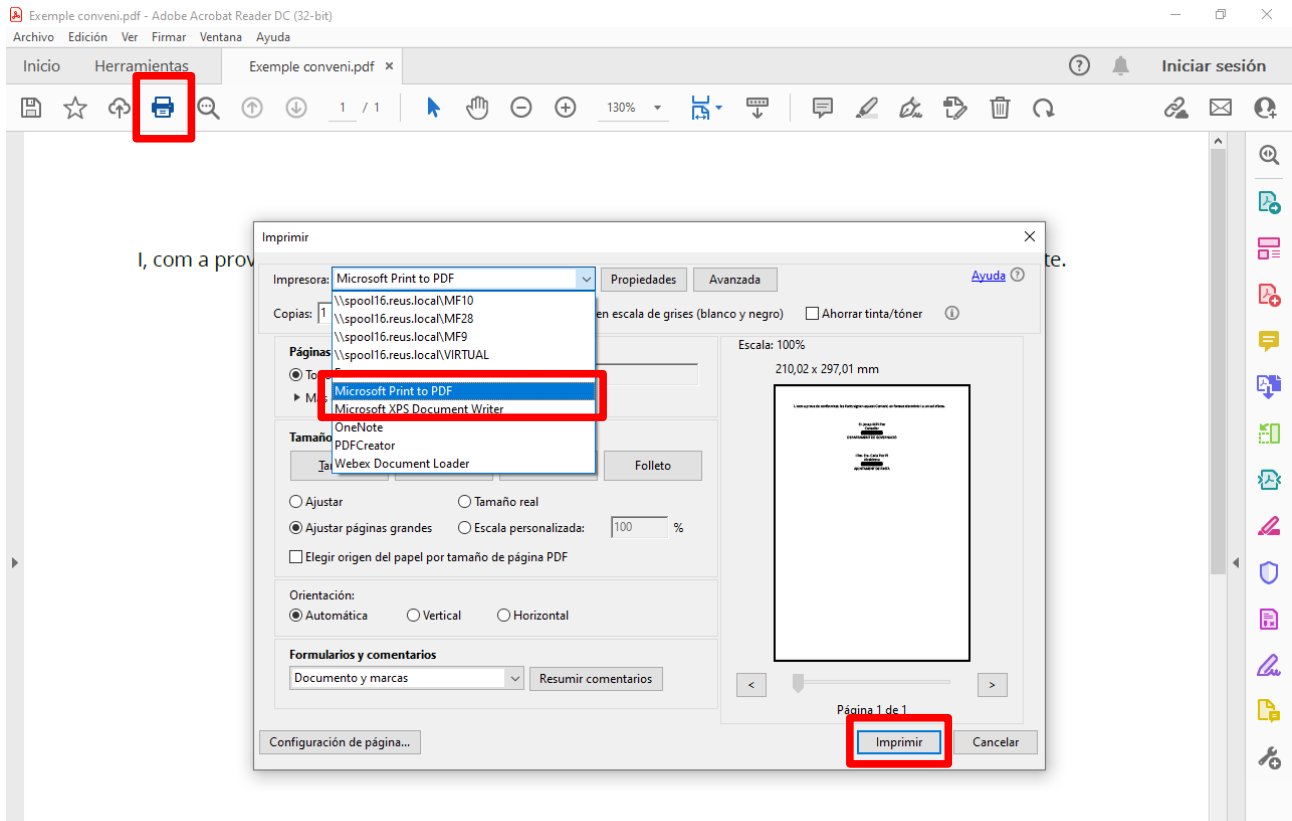 Exemple conveni.pdf - Adobe Acrobat Reader DC (32-bit)
Archivo Edición Ver Firmar Ventana Ayuda
Inicio Herramientas Exemple conveni.pdf × Iniciar sesión
1 / 1 130%
I, com a prov
te.
Imprimir
Impresora: Microsoft Print to PDF Propiedades Avanzada Ayuda
\\spool16.reus.local\MF10
Copias: 1 \\spool16.reus.local\MF28 en escala de grises (blanco y negro) Ahorrar tinta/tóner
\\spool16.reus.local\MF9
Páginas \\spool16.reus.local\VIRTUAL
Microsoft Print to PDF
Microsoft XPS Document Writer
OneNote
Tamaño PDFCreator
Webex Document Loader
Folleto
Ajustar Tamaño real
Ajustar páginas grandes Escala personalizada: 100 %
Elegir origen del papel por tamaño de página PDF
Orientación:
Automática Vertical Horizontal
Formularios y comentarios
Documento y marcas Resumir comentarios
Escala: 100%
210,02 x 297,01 mm
< >
Página 1 de 1
Configuración de página... Imprimir Cancelar